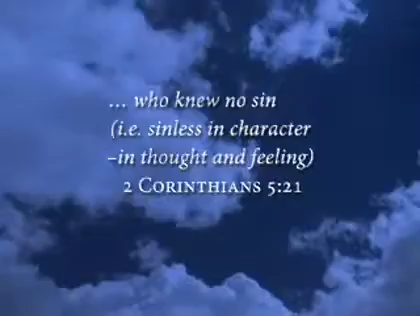 ... who knew no sin
(i.e. sinless in character
–in thought and feeling)
2 Corinthians 5:21